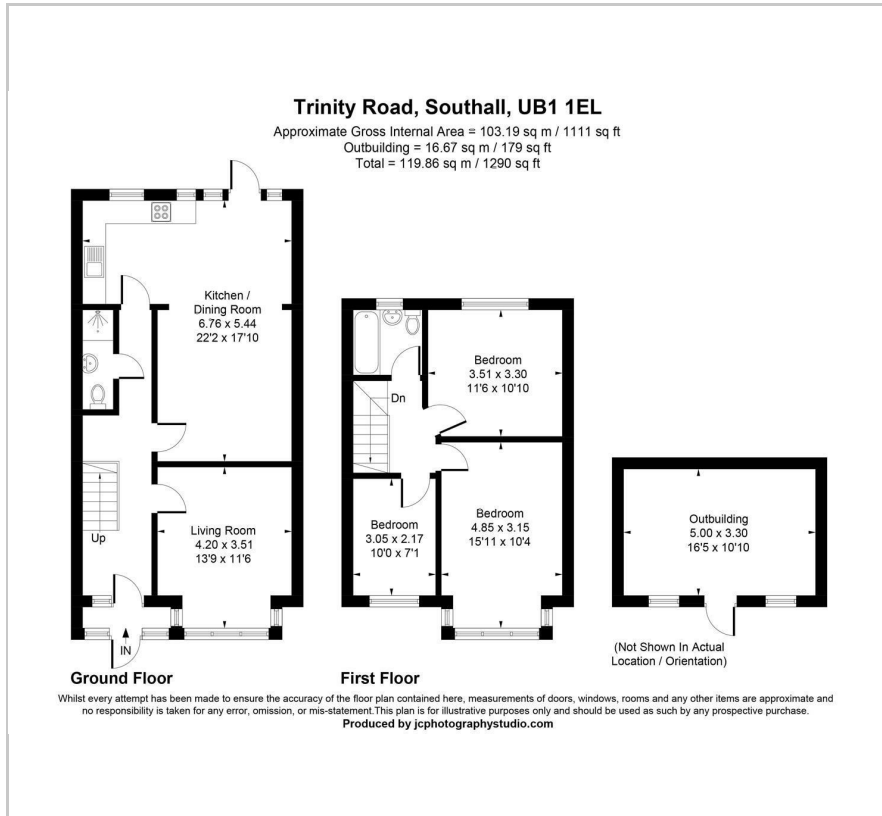 Trinity Road, Southall, UB1 1EL
Approximate Gross Internal Area = 103.19 sq m / 1111 sq ft
Outbuilding = 16.67 sq m / 179 sq ft
Total = 119.86 sq m / 1290 sq ft
Kitchen /
Dining Room
6.76 x 5.44
22'2 x 17'10
Up
Living Room
4.20 x 3.51
13'9 x 11'6
IN
Ground Floor
Dn
Bedroom
3.51 x 3.30
11'6 x 10'10
Bedroom
3.05 x 2.17
10'0 x 7'1
Bedroom
4.85 x 3.15
15'11 x 10'4
First Floor
Outbuilding
5.00 x 3.30
16'5 x 10'10
(Not Shown In Actual
Location / Orientation)
Whilst every attempt has been made to ensure the accuracy of the floor plan contained here, measurements of doors, windows, rooms and any other items are approximate and
no responsibility is taken for any error, omission, or mis-statement.This plan is for illustrative purposes only and should be used as such by any prospective purchase.
Produced by jcphotographystudio.com